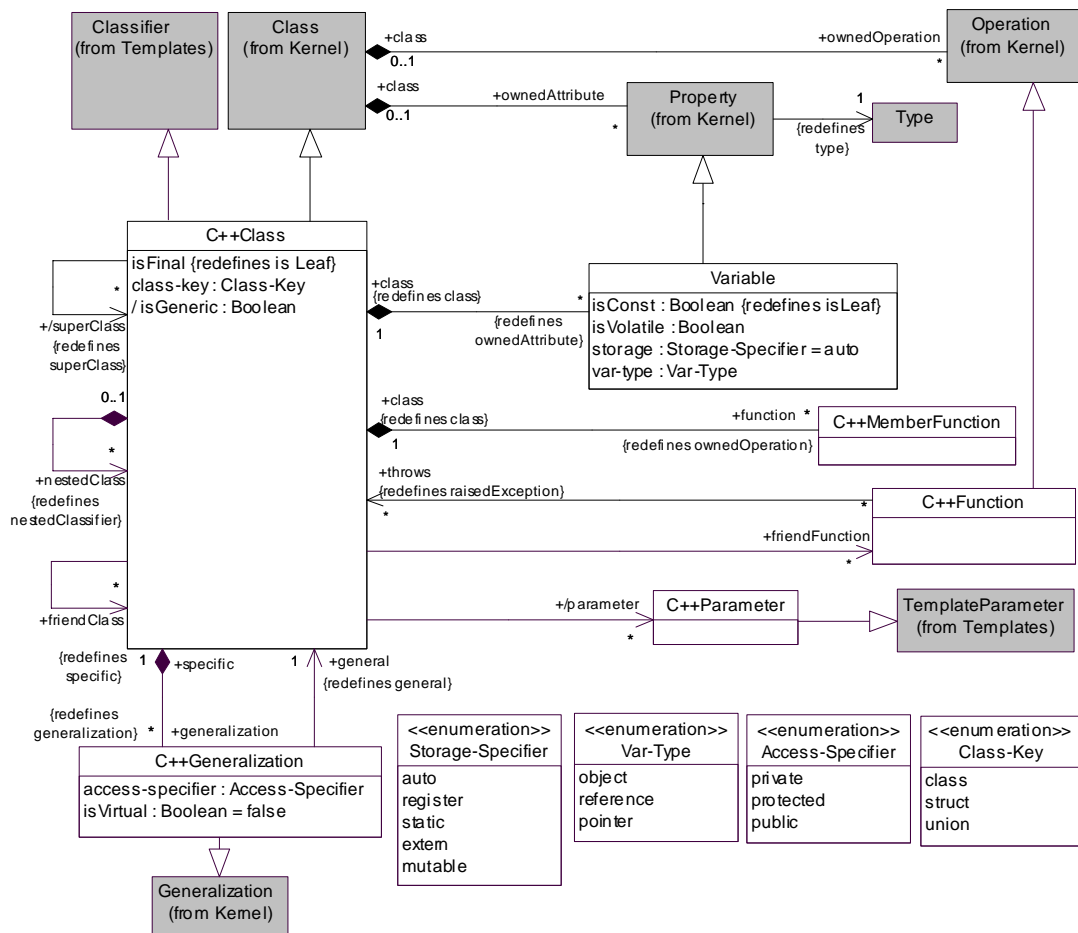 Classifier
(from Templates)
Class
(from Kernel)
+class
0..1
+ownedOperation
*
Operation
(from Kernel)
+class
0..1
+ownedAttribute
*
Property
(from Kernel)
1
{redefines
type}
Type
C++Class
isFinal {redefines is Leaf}
class-key : Class-Key
/ isGeneric : Boolean
*
+/superClass
{redefines
superClass}
0..1
*
+nestedClass
{redefines
nestedClassifier}
*
+friendClass
+class
{redefines class}
1
*
{redefines
ownedAttribute}
Variable
isConst : Boolean {redefines isLeaf}
isVolatile : Boolean
storage : Storage-Specifier = auto
var-type : Var-Type
+class
{redefines class}
1
+function
*
{redefines ownedOperation}
C++MemberFunction
+throws
{redefines raisedException}
*
*
C++Function
+friendFunction
*
+/parameter
*
C++Parameter
TemplateParameter
(from Templates)
{redefines
specific}
1
+specific
1
+general
{redefines general}
{redefines
generalization}
*
+generalization
C++Generalization
access-specifier : Access-Specifier
isVirtual : Boolean = false
Generalization
(from Kernel)
<<enumeration>>
Storage-Specifier
auto
register
static
extern
mutable
<<enumeration>>
Var-Type
object
reference
pointer
<<enumeration>>
Access-Specifier
private
protected
public
<<enumeration>>
Class-Key
class
struct
union